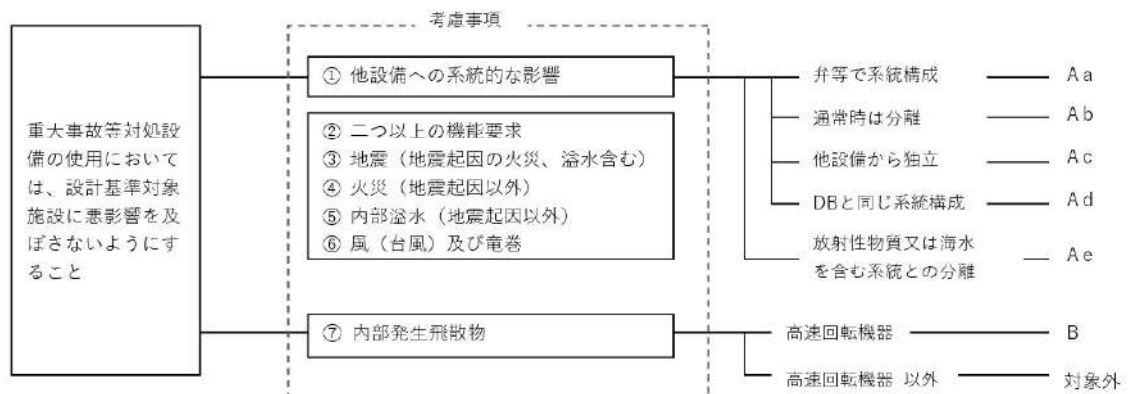 考慮事項
重大事故等対処設
備の使用において
は、設計基準対象
施設に悪影響を及
ぼさないようにす
ること
① 他設備への系統的な影響
② 二つ以上の機能要求
③ 地震（地震起因の火災、溢水含む）
④ 火災（地震起因以外）
⑤ 内部溢水（地震起因以外）
⑥ 風（台風）及び竜巻
⑦ 内部発生飛散物
弁等で系統構成 Aa
通常時は分離 Ab
他設備から独立 Ac
DBと同じ系統構成 Ad
放射性物質又は海水
を含む系統との分離 Ae
高速回転機器 B
高速回転機器 以外 対象外